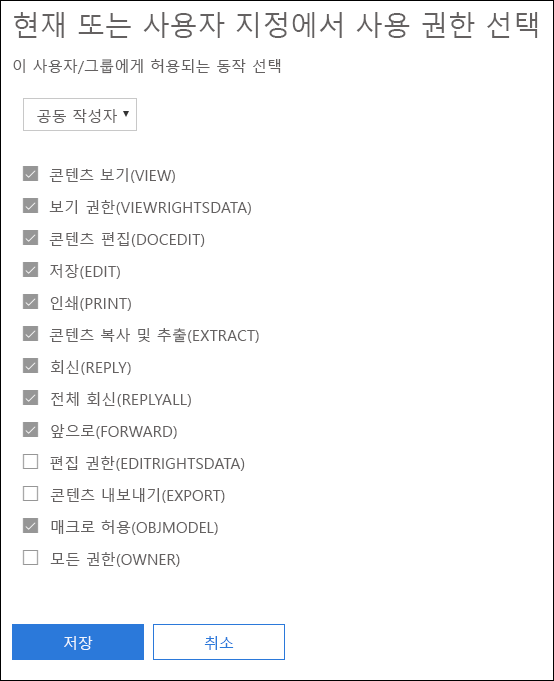 현재 또는 사용자 지정에서 사용 권한 선택
이 사용자/그룹에게 허용되는 동작 선택
공동 작성자
콘텐츠 보기(VIEW)
보기 권한(VIEWRIGHTSDATA)
콘텐츠 편집(DOCEDIT)
저장(EDIT)
인쇄(PRINT)
콘텐츠 복사 및 추출(EXTRACT)
회신(REPLY)
전체 회신(REPLYALL)
앞으로(FORWARD)
편집 권한(EDITRIGHTSDATA)
콘텐츠 내보내기(EXPORT)
매크로 허용(OBJMODEL)
모든 권한(OWNER)
저장
취소